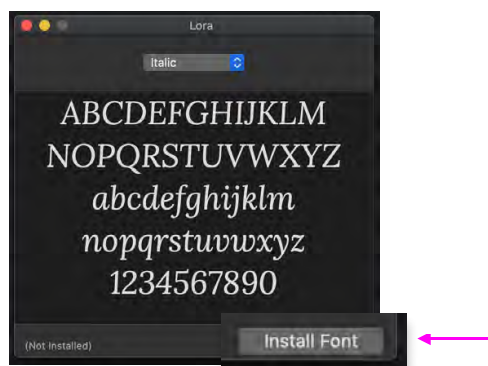 Lora
Italic
ABCDEFGHIJKLM
NOPQRSTUVWXYZ
abcdefghijklm
nopqrstuvwxyz
1234567890
(Not Installed)
Install Font